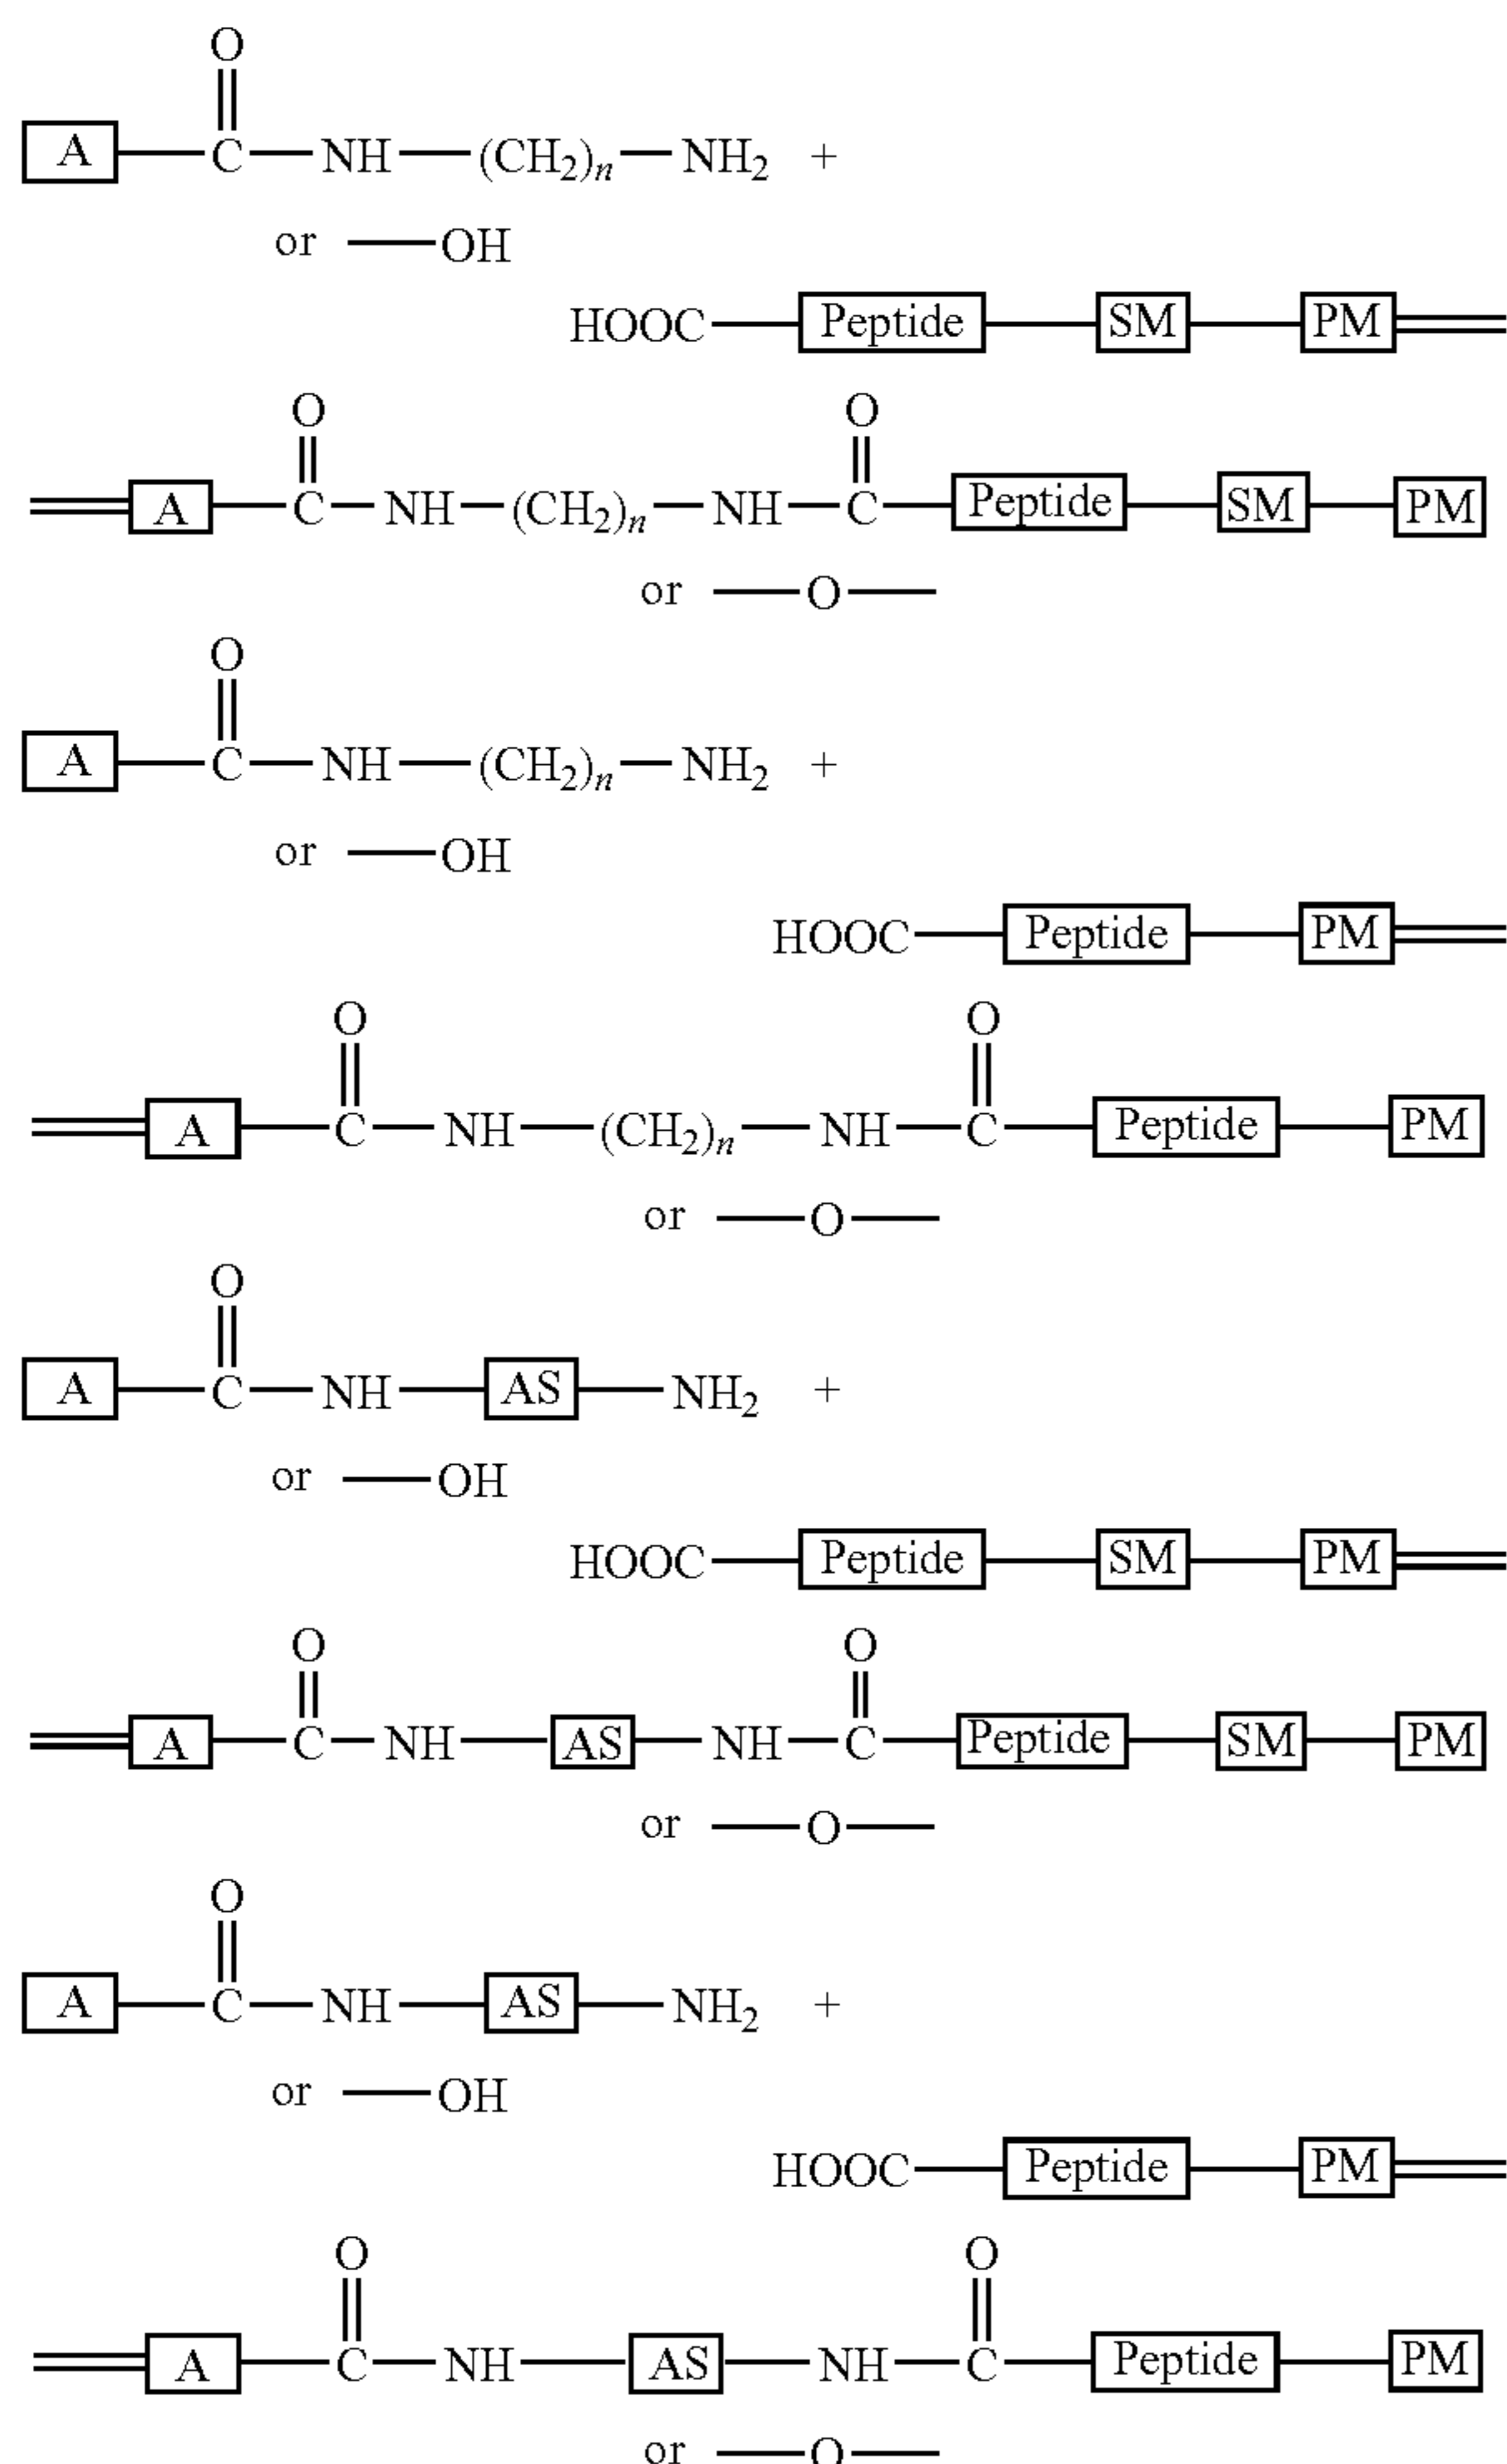 O
A C NH (CH2)n NH2 +
or OH
HOOC Peptide SM PM
O O
A C NH (CH2)n NH C Peptide SM PM
or O
O
A C NH (CH2)n NH2 +
or OH
HOOC Peptide PM
O O
A C NH (CH2)n NH C Peptide PM
or O
O
A C NH AS NH2 +
or OH
HOOC Peptide SM PM
O O
A C NH AS NH C Peptide SM PM
or O
O
A C NH AS NH2 +
or OH
HOOC Peptide PM
O O
A C NH AS NH C Peptide PM
or O